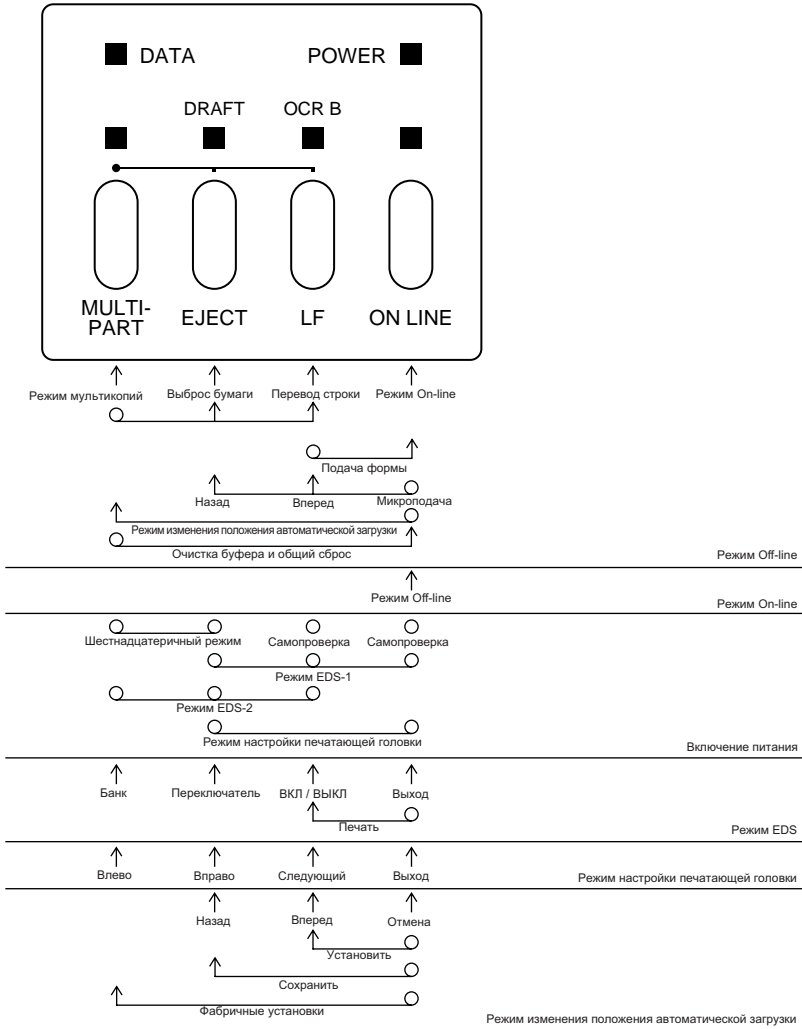 DATA POWER
DRAFT OCR B
MULTI-
PART EJECT LF ON LINE
Режим мультикопий Выброс бумаги Перевод строки Режим On-line
Подача формы
Назад Вперед Микроподача
Режим изменения положения автоматической загрузки
Очистка буфера и общий сброс Режим Off-line
Режим Off-line
Режим On-line
Шестнадцатеричный режим Самопроверка Самопроверка
Режим EDS-1
Режим EDS-2
Режим настройки печатающей головки
Включение питания
Банк Переключатель ВКЛ / ВЫКЛ Выход
Печать Режим EDS
Влево Вправо Следующий Выход Режим настройки печатающей головки
Назад Вперед Отмена
Установить
Сохранить
Фабричные установки
Режим изменения положения автоматической загрузки